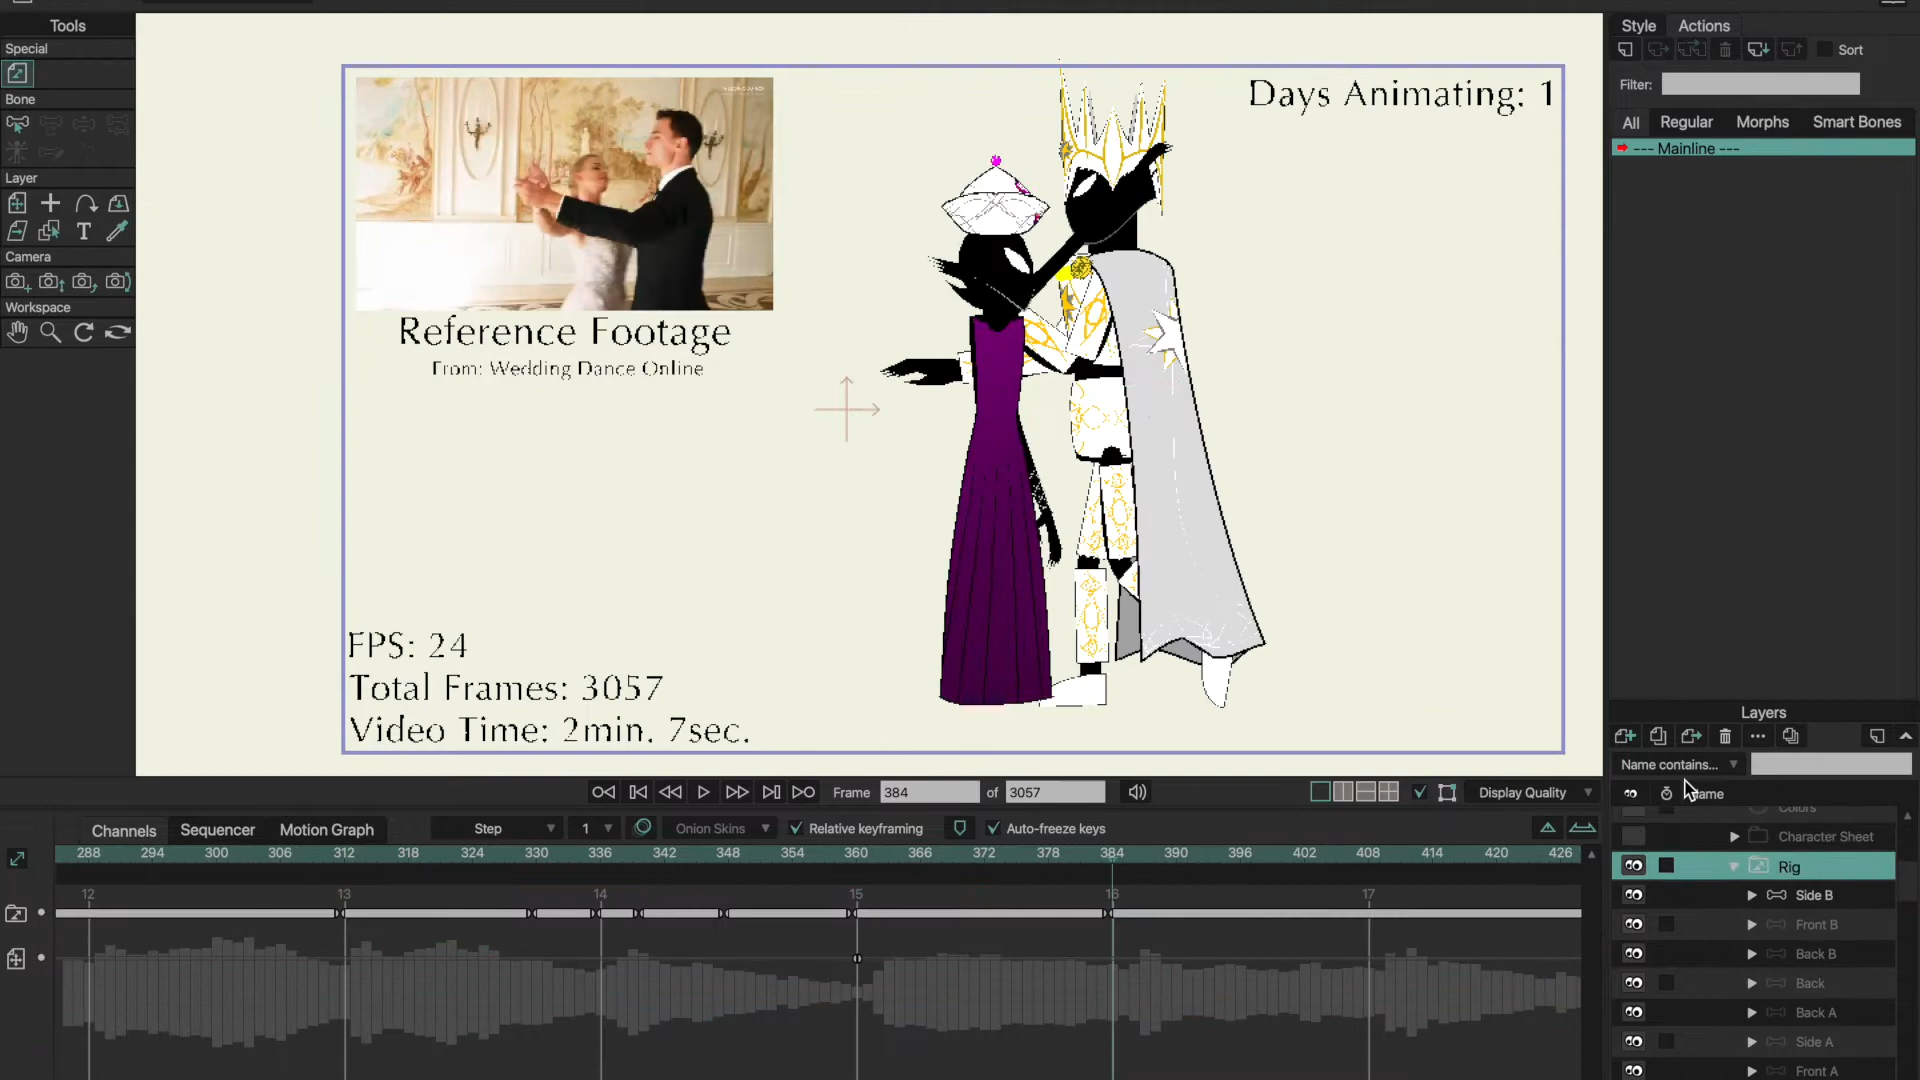 Tools
Special
Bone
Layer
Camera
Workspace
Reference Footage
From: Wedding Dance Online
Days Animating: 1
FPS: 24
Total Frames: 3057
Video Time: 2min. 7sec.
Style Actions
Sort
Filter:
All Regular Morphs Smart Bones
--- Mainline ---
Layers
Name contains...
Colors
Character Sheet
Rig
Side B
Front B
Back B
Back
Back A
Side A
Front A
Frame 384 of 3057 Display Quality
Channels Sequencer Motion Graph Step 1 Onion Skins Relative keyframing Auto-freeze keys
288 294 300 306 312 318 324 330 336 342 348 354 360 366 372 378 384 390 396 402 408 414 420 426
12 13 14 15 16 17